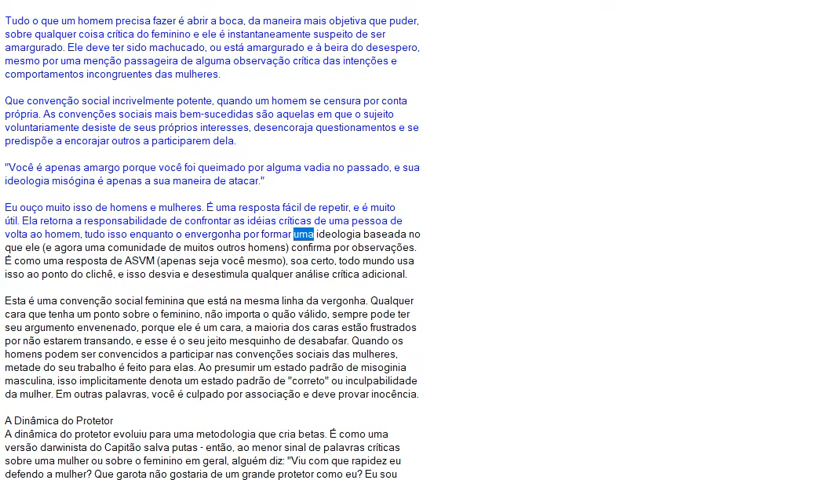 Tudo o que um homem precisa fazer é abrir a boca, da maneira mais objetiva que puder,
sobre qualquer coisa crítica do feminino e ele é instantaneamente suspeito de ser
amargurado. Ele deve ter sido machucado, ou está amargurado e à beira do desespero,
mesmo por uma menção passageira de alguma observação crítica das intenções e
comportamentos incongruentes das mulheres.
Que convenção social incrivelmente potente, quando um homem se censura por conta
própria. As convenções sociais mais bem-sucedidas são aquelas em que o sujeito
voluntariamente desiste de seus próprios interesses, desencoraja questionamentos e se
predispõe a encorajar outros a participarem dela.
"Você é apenas amargo porque você foi queimado por alguma vadia no passado, e sua
ideologia misógina é apenas a sua maneira de atacar."
Eu ouço muito isso de homens e mulheres. É uma resposta fácil de repetir, e é muito
útil. Ela retorna a responsabilidade de confrontar as idéias críticas de uma pessoa de
volta ao homem, tudo isso enquanto o envergonha por formar uma ideologia baseada no
que ele (e agora uma comunidade de muitos outros homens) confirma por observações.
É como uma resposta de ASVM (apenas seja você mesmo), soa certo, todo mundo usa
isso ao ponto do clichê, e isso desvia e desestimula qualquer análise crítica adicional.
Esta é uma convenção social feminina que está na mesma linha da vergonha. Qualquer
cara que tenha um ponto sobre o feminino, não importa o quão válido, sempre pode ter
seu argumento envenenado, porque ele é um cara, a maioria dos caras estão frustrados
por não estarem transando, e esse é o seu jeito mesquinho de desabafar. Quando os
homens podem ser convencidos a participar nas convenções sociais das mulheres,
metade do seu trabalho é feito para elas. Ao presumir um estado padrão de misoginia
masculina, isso implicitamente denota um estado padrão de "correto" ou inculpabilidade
da mulher. Em outras palavras, você é culpado por associação e deve provar inocência.
A Dinâmica do Protetor
A dinâmica do protetor evoluiu para uma metodologia que cria betas. É como uma
versão darwinista do Capitão salva putas - então, ao menor sinal de palavras críticas
sobre uma mulher ou sobre o feminino em geral, alguém diz: "Viu com que rapidez eu
defendo a mulher? Que garota não gostaria de um grande protetor como eu? Eu sou